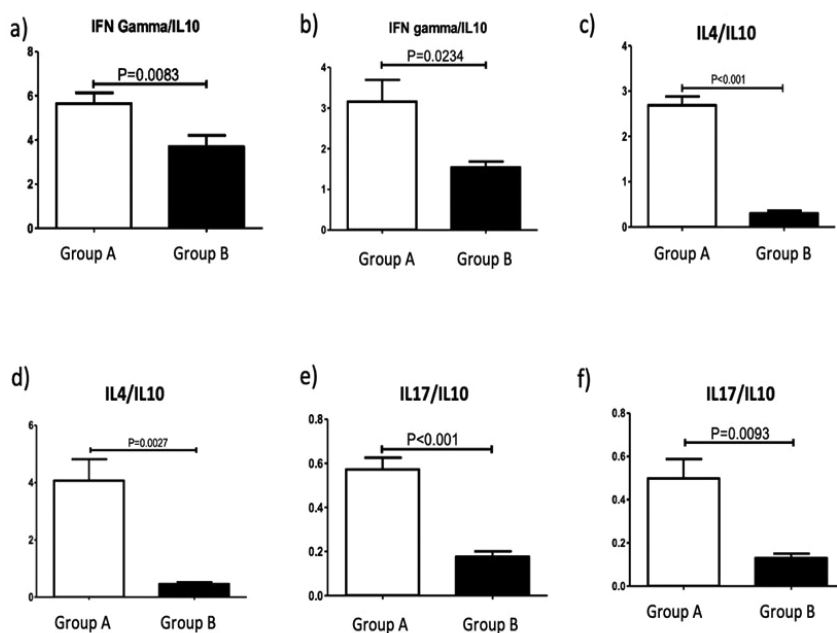 a)
IFN Gamma/IL10
P=0.0083
8
6
4
2
0
Group A Group B
b)
IFN gamma/IL10
P=0.0234
4
3
2
1
0
Group A Group B
c)
IL4/IL10
P<0.001
4
3
2
1
0
Group A Group B
d)
IL4/IL10
P=0.0027
6
4
2
0
Group A Group B
e)
IL17/IL10
P<0.001
0.8
0.6
0.4
0.2
0.0
Group A Group B
f)
IL17/IL10
P=0.0093
0.8
0.6
0.4
0.2
0.0
Group A Group B